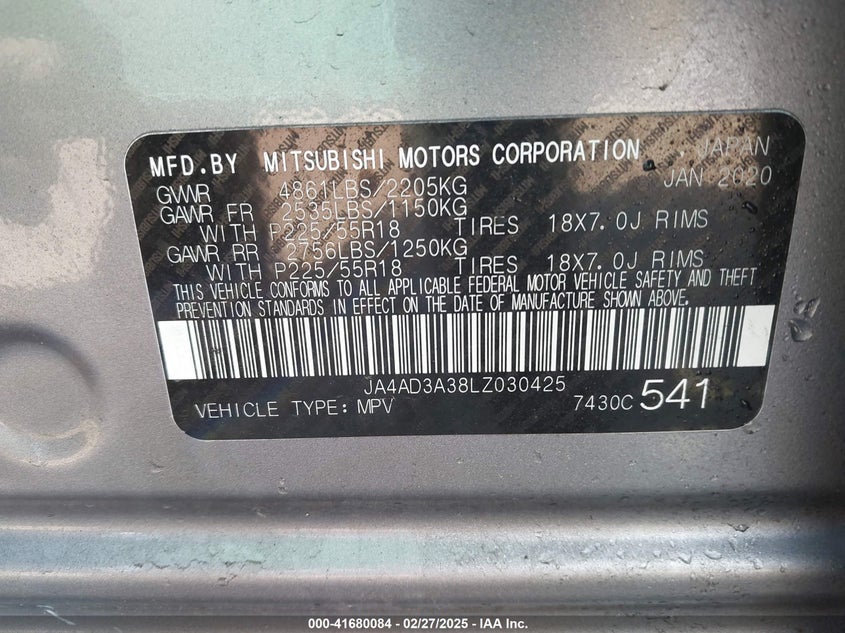 MFD.BY MITSUBISHI MOTORS CORPORATION , JAPAN
GVWR 4861LBS/2205KG JAN 2020
GAWR FR 2535LBS/1150KG
WITH P225/55R18 TIRES 18X7.0J RIMS
GAWR RR 2756LBS/1250KG
WITH P225/55R18 TIRES 18X7.0J RIMS
THIS VEHICLE CONFORMS TO ALL APPLICABLE FEDERAL MOTOR VEHICLE SAFETY AND THEFT
PREVENTION STANDARDS IN EFFECT ON THE DATE OF MANUFACTURE SHOWN ABOVE.
JA4AD3A38LZ030425
VEHICLE TYPE: MPV 7430C 541
000-41680084 - 02/27/2025 - IAA Inc.